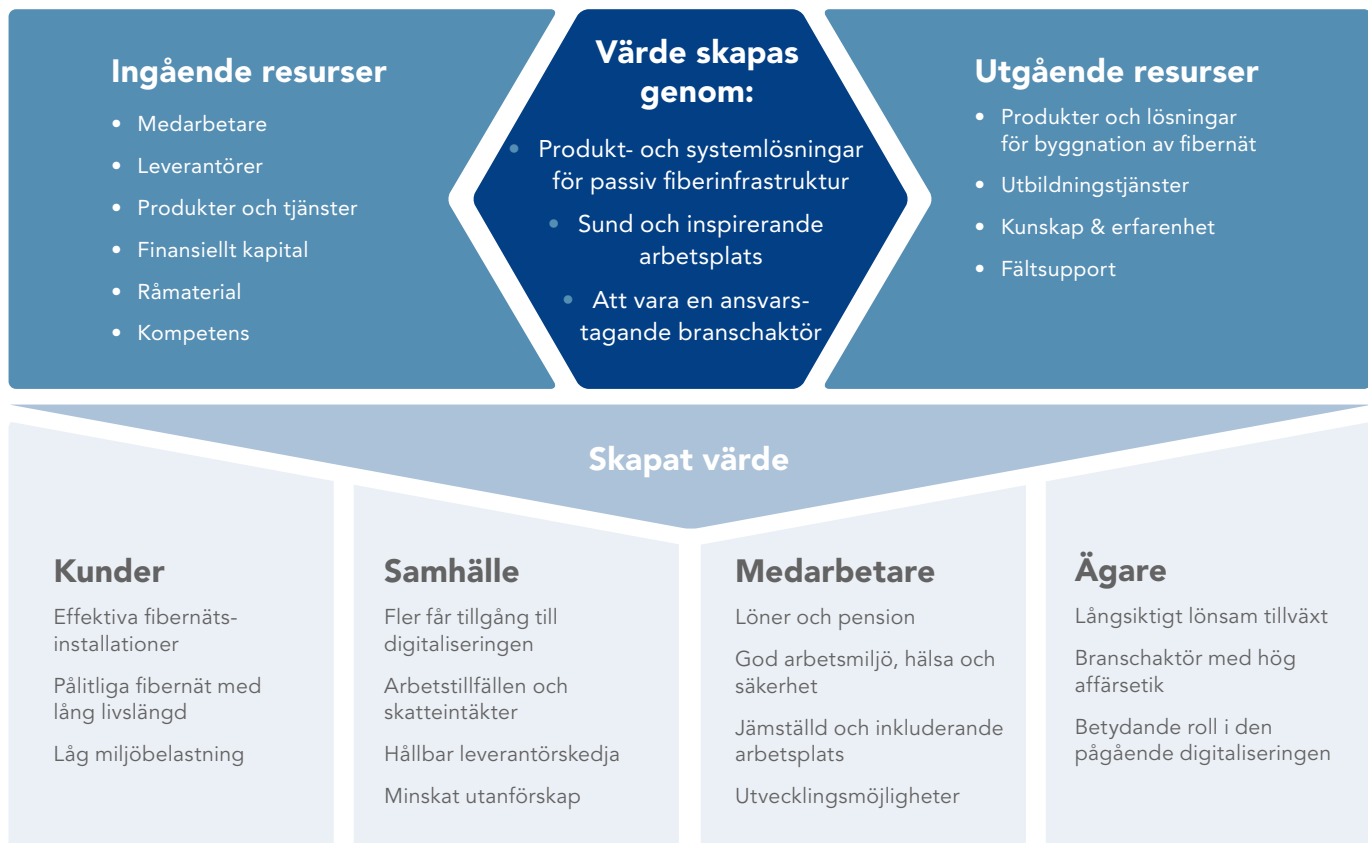 Ingående resurser
• Medarbetare
• Leverantörer
• Produkter och tjänster
• Finansiellt kapital
• Råmaterial
• Kompetens
Värde skapas
genom:
• Produkt- och systemlösningar
för passiv fiberinfrastruktur
• Sund och inspirerande
arbetsplats
• Att vara en ansvars-
tagande branschaktör
Utgående resurser
• Produkter och lösningar
för byggnation av fibernät
• Utbildningstjänster
• Kunskap & erfarenhet
• Fältsupport
Skapat värde
Kunder
Effektiva fibernäts-
installationer
Pålitliga fibernät med
lång livslängd
Låg miljöbelastning
Samhälle
Fler får tillgång till
digitaliseringen
Arbetstillfällen och
skatteintäkter
Hållbar leverantörskedja
Minskat utanförskap
Medarbetare
Löner och pension
God arbetsmiljö, hälsa och
säkerhet
Jämställd och inkluderande
arbetsplats
Utvecklingsmöjligheter
Ägare
Långsiktigt lönsam tillväxt
Branschaktör med hög
affärsetik
Betydande roll i den
pågående digitaliseringen